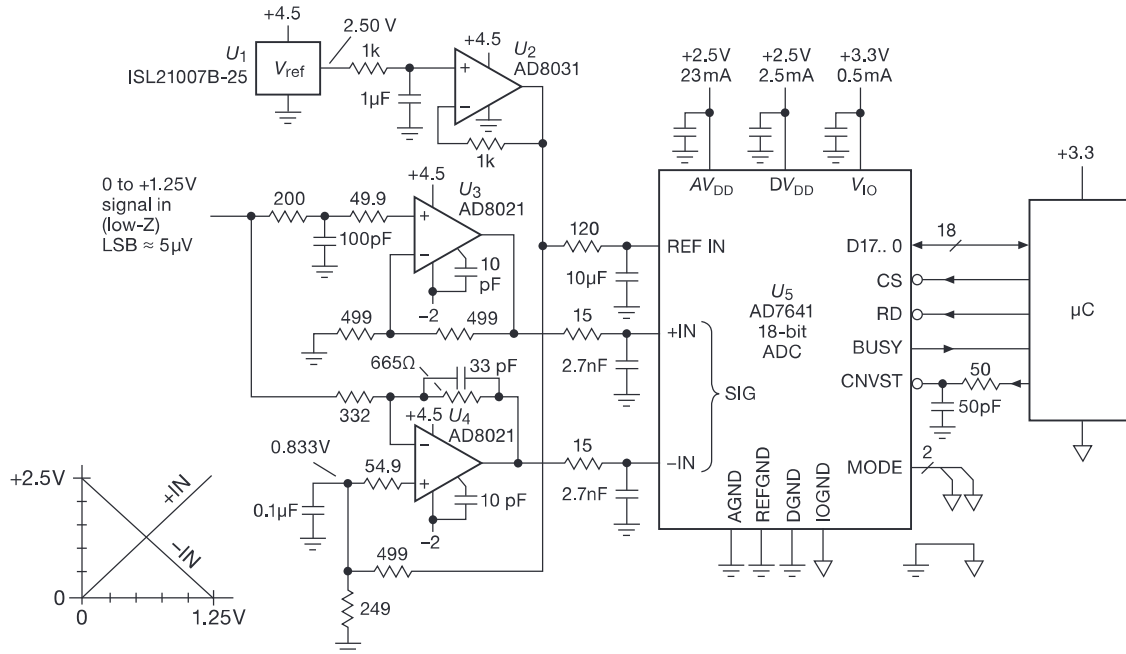 +4.5
2.50 V
U1
ISL21007B-25
Vref
1k
1µF
+4.5
U2
AD8031
+
−
1k
+2.5V
23mA
+2.5V
2.5mA
+3.3V
0.5mA
0 to +1.25V
signal in
(low-Z)
LSB ≈ 5µV
200
49.9
100pF
+4.5
U3
AD8021
+
−
10
pF
−2
499
499
120
10µF
15
2.7nF
665Ω
33 pF
332
+4.5
U4
AD8021
−
+
0.833V
54.9
0.1µF
10 pF
−2
15
2.7nF
499
249
AVDD
DVDD
VIO
REF IN
+IN
SIG
−IN
U5
AD7641
18-bit
ADC
D17.. 0
CS
RD
BUSY
CNVST
MODE
AGND
REFGND
DGND
IOGND
18
50
50pF
2
+3.3
µC
+2.5V
0
0
1.25V
+IN
−IN